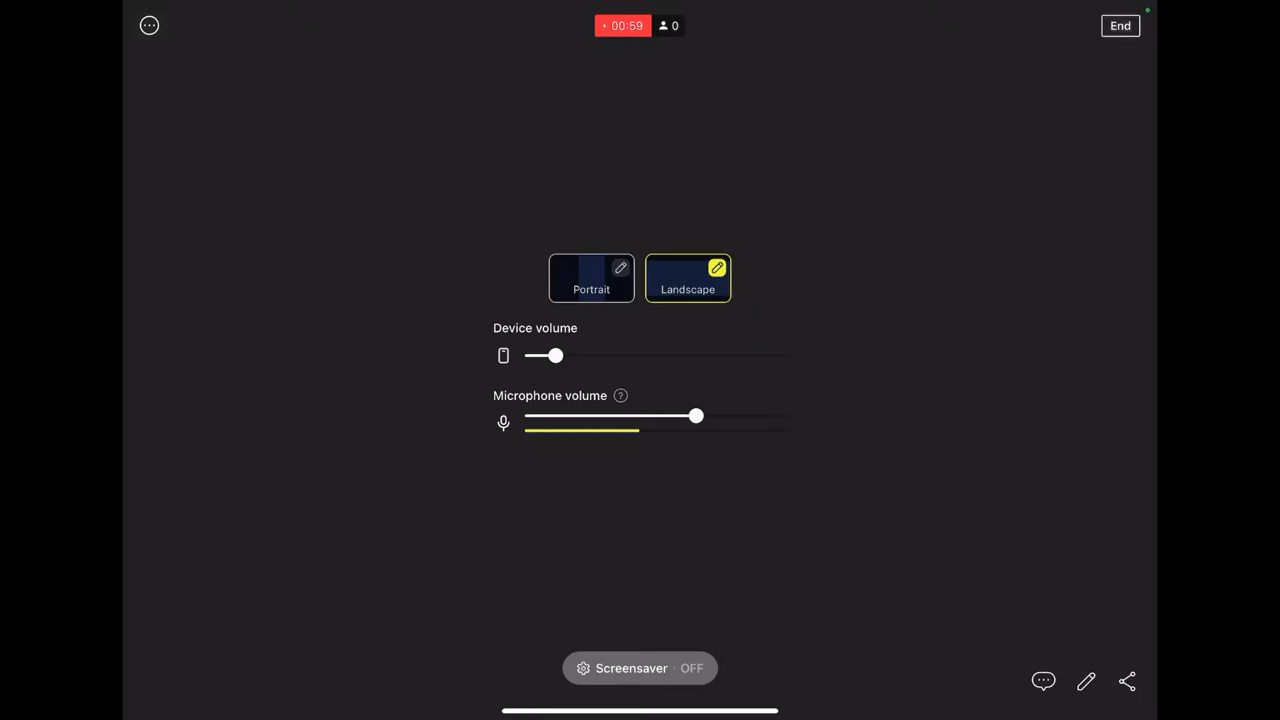 00:59
0
End
Portrait
Landscape
Device volume
Microphone volume ?
Screensaver · OFF